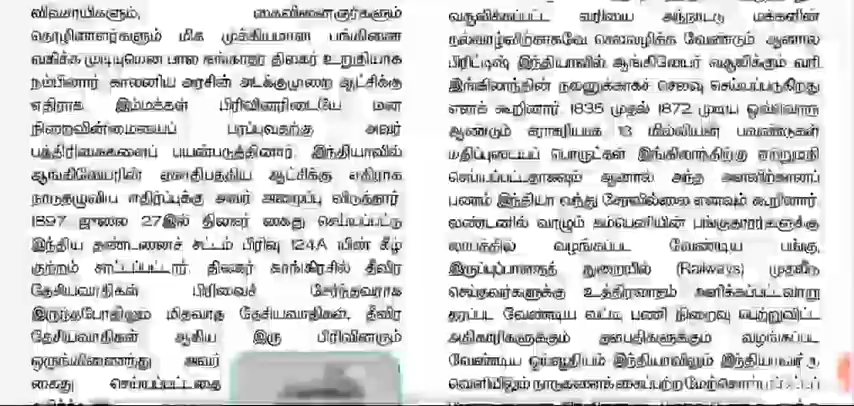 விவசாயிகளும், கைவினைஞர்களும்
தொழிலாளர்களும் மிக முக்கியமான பங்கினை
வகிக்க முடியுமென பால கங்காதர திலகர் உறுதியாக
நம்பினார். காலனிய அரசின் அடக்குமுறை ஆட்சிக்கு
எதிராக இம்மக்கள் பிரிவினரிடையே மன
நிறைவின்மையைப் பரப்புவதற்கு அவர்
பத்திரிகைகளைப் பயன்படுத்தினார். இந்தியாவில்
ஆங்கிலேயரின் ஏகாதிபத்திய ஆட்சிக்கு எதிராக
நாடுதழுவிய எதிர்ப்புக்கு அவர் அழைப்பு விடுத்தார்.
1897 ஜூலை 27இல் திலகர் கைது செய்யப்பட்டு
இந்திய தண்டனைச் சட்டம் பிரிவு 124A யின் கீழ்
குற்றம் சாட்டப்பட்டார். திலகர் காங்கிரசில் தீவிர
தேசியவாதிகள் பிரிவைச் சேர்ந்தவராக
இருந்தபோதிலும் மிதவாத தேசியவாதிகள், தீவிர
தேசியவாதிகள் ஆகிய இரு பிரிவினரும்
ஒருங்கிணைந்து அவர்
கைது செய்யப்பட்டதை
வசூலிக்கப்பட்ட வரியை அந்நாட்டு மக்களின்
நல்வாழ்விற்காகவே செலவழிக்க வேண்டும். ஆனால்
பிரிட்டிஷ் இந்தியாவில் ஆங்கிலேயர் வசூலிக்கும் வரி
இங்கிலாந்தின் நலனுக்காகச் செலவு செய்யப்படுகிறது
எனக் கூறினார். 1835 முதல் 1872 முடிய ஒவ்வொரு
ஆண்டும் சராசரியாக 13 மில்லியன் பவுண்டுகள்
மதிப்புடைய பொருட்கள் இங்கிலாந்திற்கு ஏற்றுமதி
செய்யப்பட்டதாகவும் ஆனால் அந்த அளவிற்கானப்
பணம் இந்தியா வந்து சேரவில்லை எனவும் கூறினார்.
லண்டனில் வாழும் கம்பெனியின் பங்குதாரர்களுக்கு
லாபத்தில் வழங்கப்பட வேண்டிய பங்கு,
இருப்புப்பாதைத் துறையில் (Railways) முதலீடு
செய்தவர்களுக்கு உத்திரவாதம் அளிக்கப்பட்டவாறு
தரப்பட வேண்டிய வட்டி, பணி நிறைவு பெற்றுவிட்ட
அதிகாரிகளுக்கும் தளபதிகளுக்கும் வழங்கப்பட
வேண்டிய ஓய்வூதியம் இந்தியாவிலும் இந்தியாவுக்கு
வெளியிலும் நாடுகளைக் கைப்பற்ற மேற்கொள்ளப்பட்ட